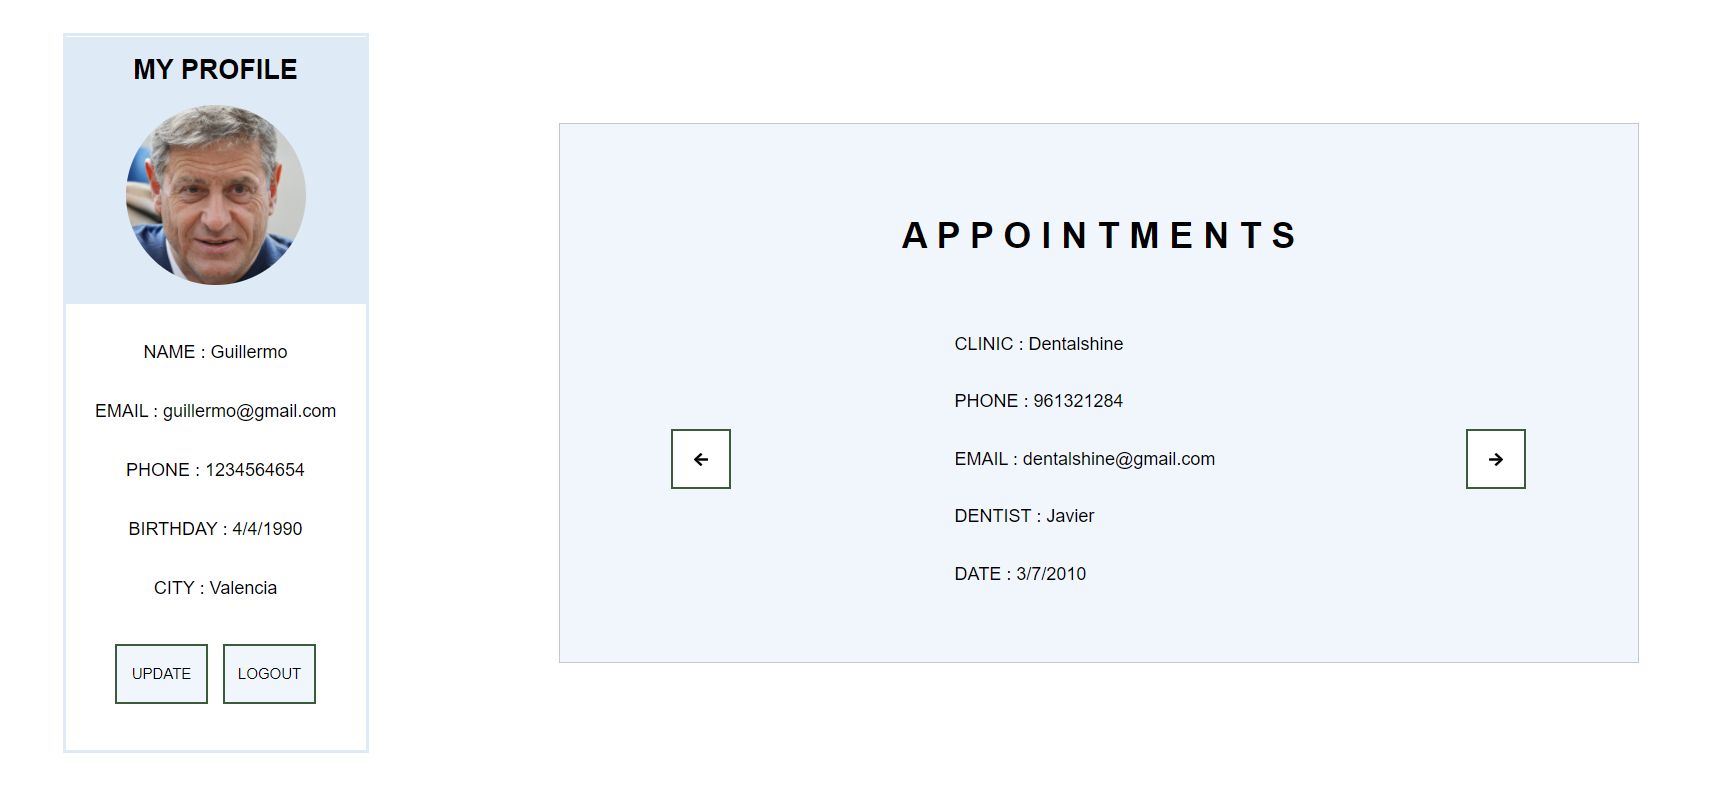 MY PROFILE
NAME : Guillermo
EMAIL : guillermo@gmail.com
PHONE : 1234564654
BIRTHDAY : 4/4/1990
CITY : Valencia
UPDATE
LOGOUT
APPOINTMENTS
CLINIC : Dentalshine
PHONE : 961321284
EMAIL : dentalshine@gmail.com
DENTIST : Javier
DATE : 3/7/2010